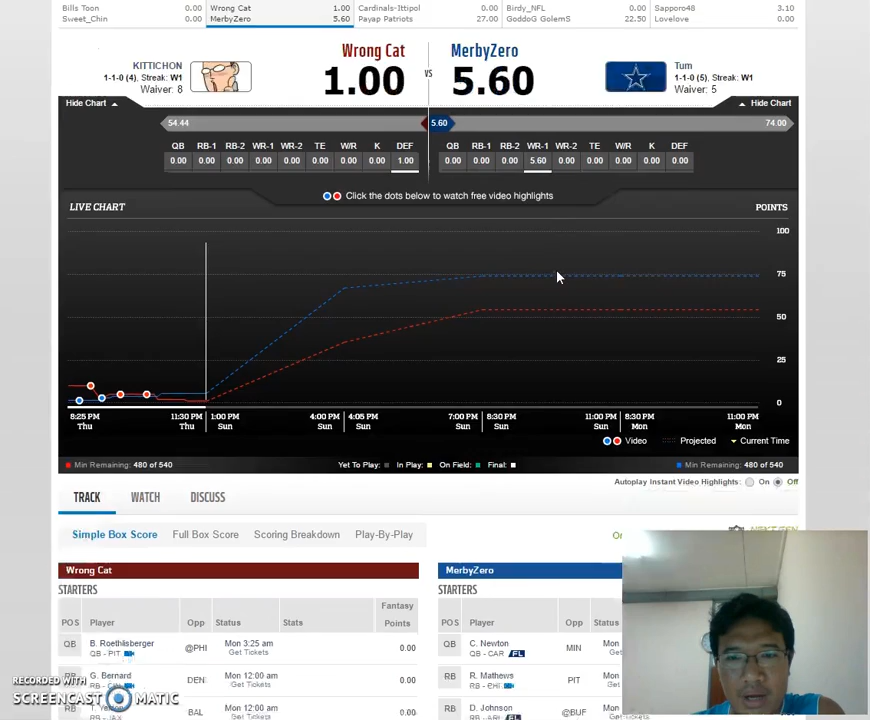 Bills Toon 0.00 Wrong Cat 1.00 Cardinals-Ittipol 0.00 Birdy_NFL 0.00 Sapporo48 3.10
Sweet_Chin 0.00 MerbyZero 5.60 Payap Patriots 27.00 GoddoG GolemS 22.50 Lovelove 0.00
Wrong Cat MerbyZero
KITTICHON 1.00 VS 5.60 Tum
1-1-0 (4), Streak: W1 1-1-0 (5), Streak: W1
Waiver: 8 Waiver: 5
Hide Chart Hide Chart
54.44 5.60 74.00
QB RB-1 RB-2 WR-1 WR-2 TE W/R K DEF QB RB-1 RB-2 WR-1 WR-2 TE W/R K DEF
0.00 0.00 0.00 0.00 0.00 0.00 0.00 0.00 1.00 0.00 0.00 0.00 5.60 0.00 0.00 0.00 0.00 0.00
Click the dots below to watch free video highlights
LIVE CHART POINTS
100
75
50
25
0
8:25 PM 11:30 PM 1:00 PM 4:00 PM 4:05 PM 7:00 PM 8:30 PM 11:00 PM 8:30 PM 11:00 PM
Thu Thu Sun Sun Sun Sun Sun Sun Mon Mon
Video Projected Current Time
Min Remaining: 480 of 540 Yet To Play: In Play: On Field: Final: Min Remaining: 480 of 540
Autoplay Instant Video Highlights: On Off
TRACK WATCH DISCUSS
Simple Box Score Full Box Score Scoring Breakdown Play-By-Play
Wrong Cat MerbyZero
STARTERS STARTERS
POS Player Opp Status Stats Fantasy Points POS Player Opp Status
QB B. Roethlisberger @PHI Mon 3:25 am 0.00 QB C. Newton MIN Mon
QB - PIT Get Tickets QB - CAR FL Get
RB G. Bernard DEN Mon 12:00 am 0.00 RB R. Mathews PIT Mon
Get Tickets Get
BAL Mon 12:00 am 0.00 RB D. Johnson @BUF Mon
Get Tickets Get
RECORDED WITH
SCREENCAST MATIC